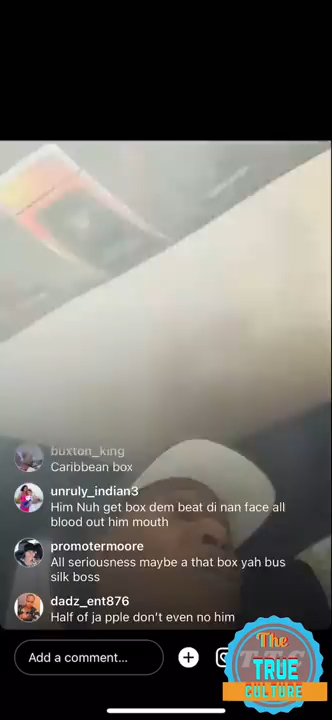 buxton_king
Caribbean box
unruly_indian3
Him Nuh get box dem beat di nan face all
blood out him mouth
promotermoore
All seriousness maybe a that box yah bus
silk boss
dadz_ent876
Half of ja pple don't even no him
Add a comment...
The
TRUE
CULTURE